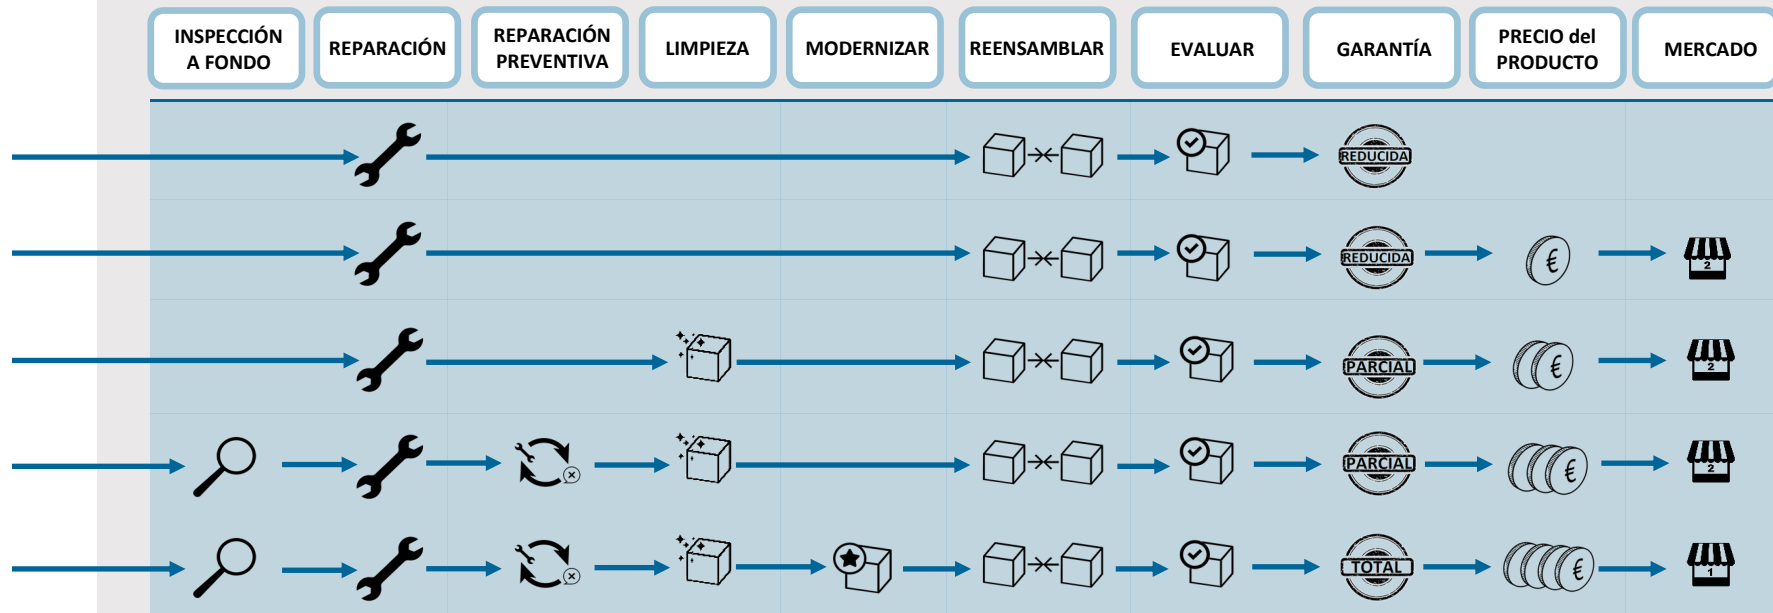 INSPECCIÓN
A FONDO
REPARACIÓN
REPARACIÓN
PREVENTIVA
LIMPIEZA
MODERNIZAR
REENSAMBLAR
EVALUAR
GARANTÍA
PRECIO del
PRODUCTO
MERCADO
REDUCIDA
REDUCIDA
€
2
PARCIAL
€
2
PARCIAL
€
2
TOTAL
€
1